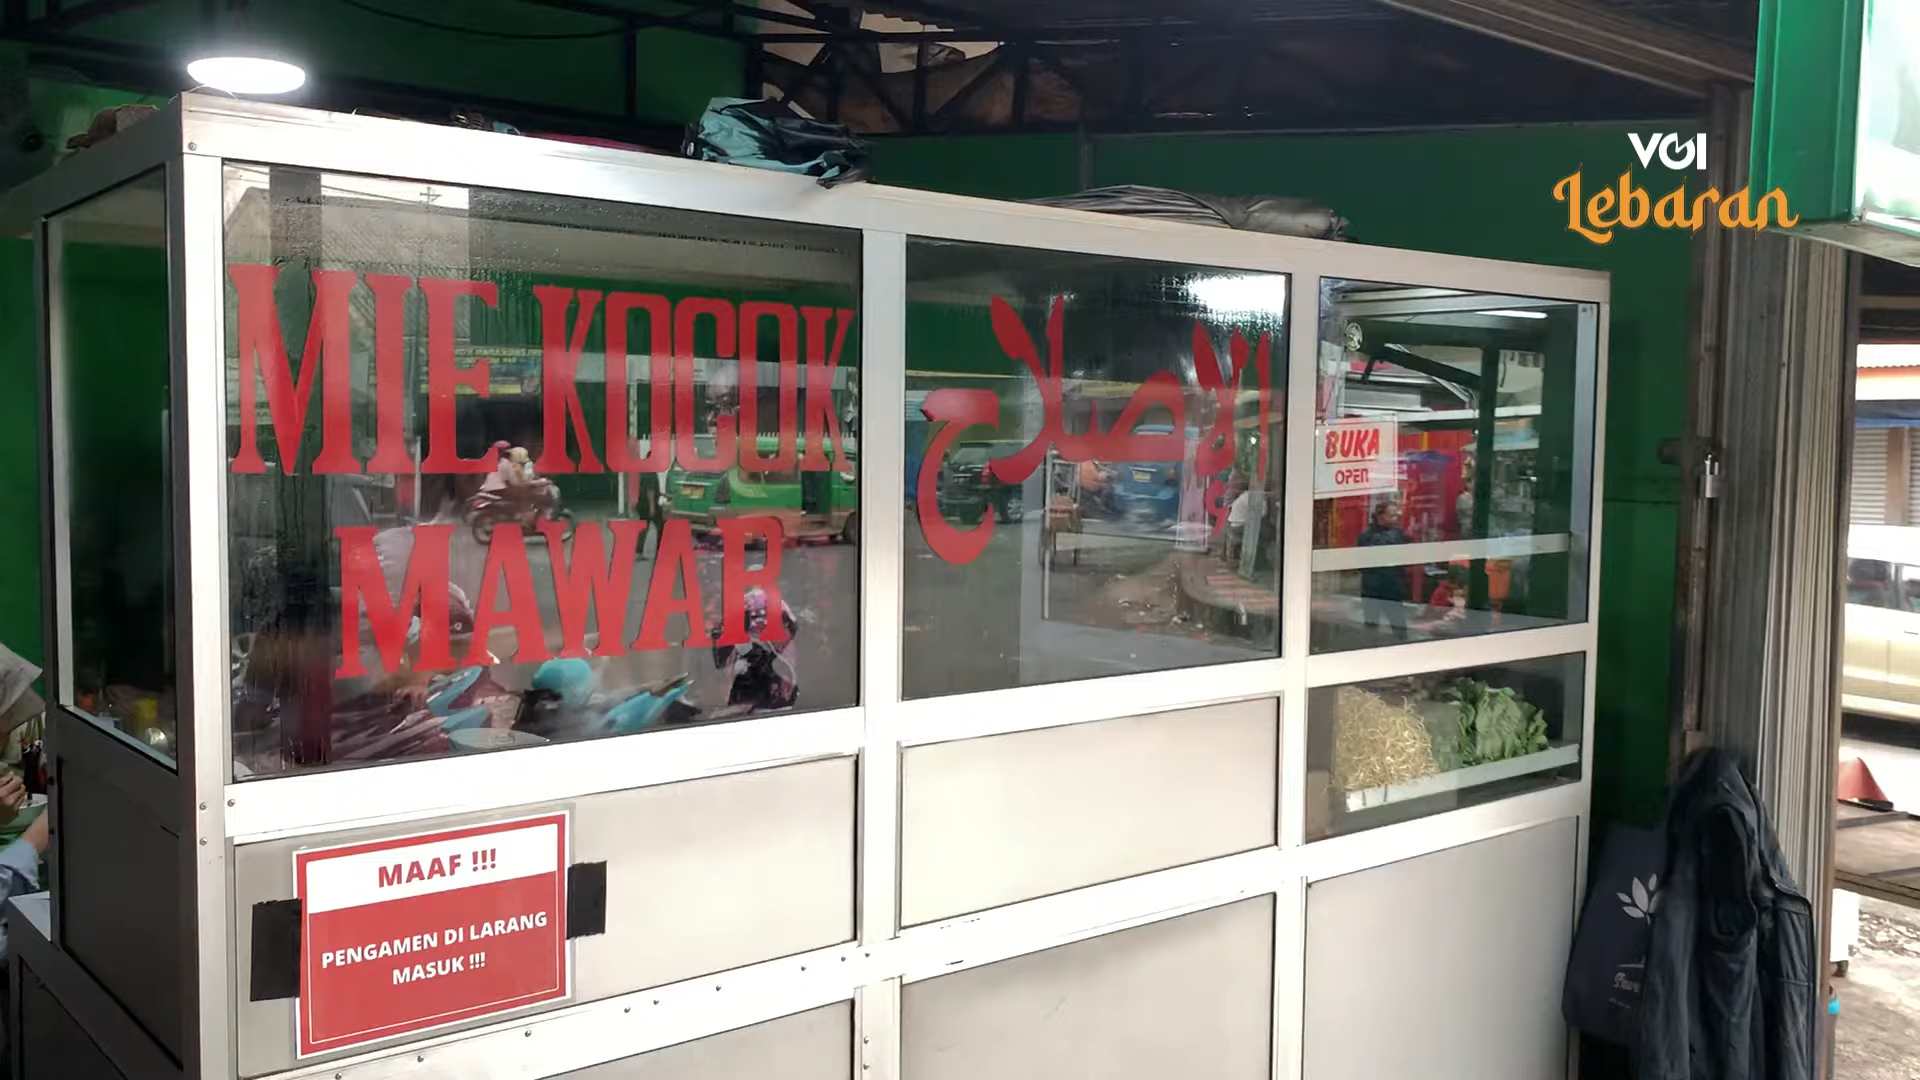 VOI
Lebaran
MIE KOCOK
MAWAR
الإصلاح
BUKA
OPEN
MAAF !!!
PENGAMEN DI LARANG
MASUK !!!